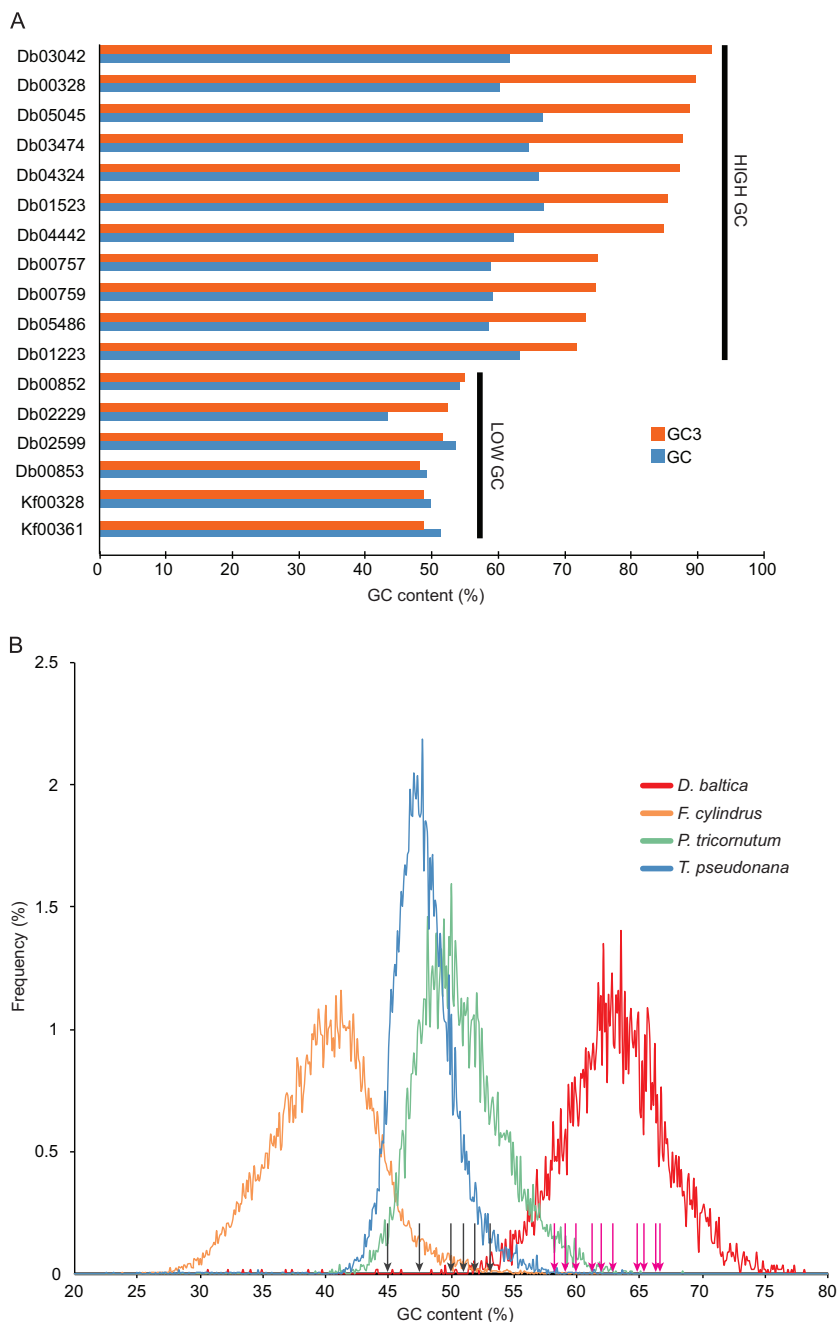 A
Db03042
Db00328
Db05045
Db03474
Db04324
Db01523
Db04442
Db00757
Db00759
Db05486
Db01223
Db00852
Db02229
Db02599
Db00853
Kf00328
Kf00361
HIGH GC
LOW GC
GC3
GC
0 10 20 30 40 50 60 70 80 90 100
GC content (%)
B
2.5
2
1.5
1
0.5
0
Frequency (%)
D. baltica
F. cylindrus
P. tricornutum
T. pseudonana
20 25 30 35 40 45 50 55 60 65 70 75 80
GC content (%)